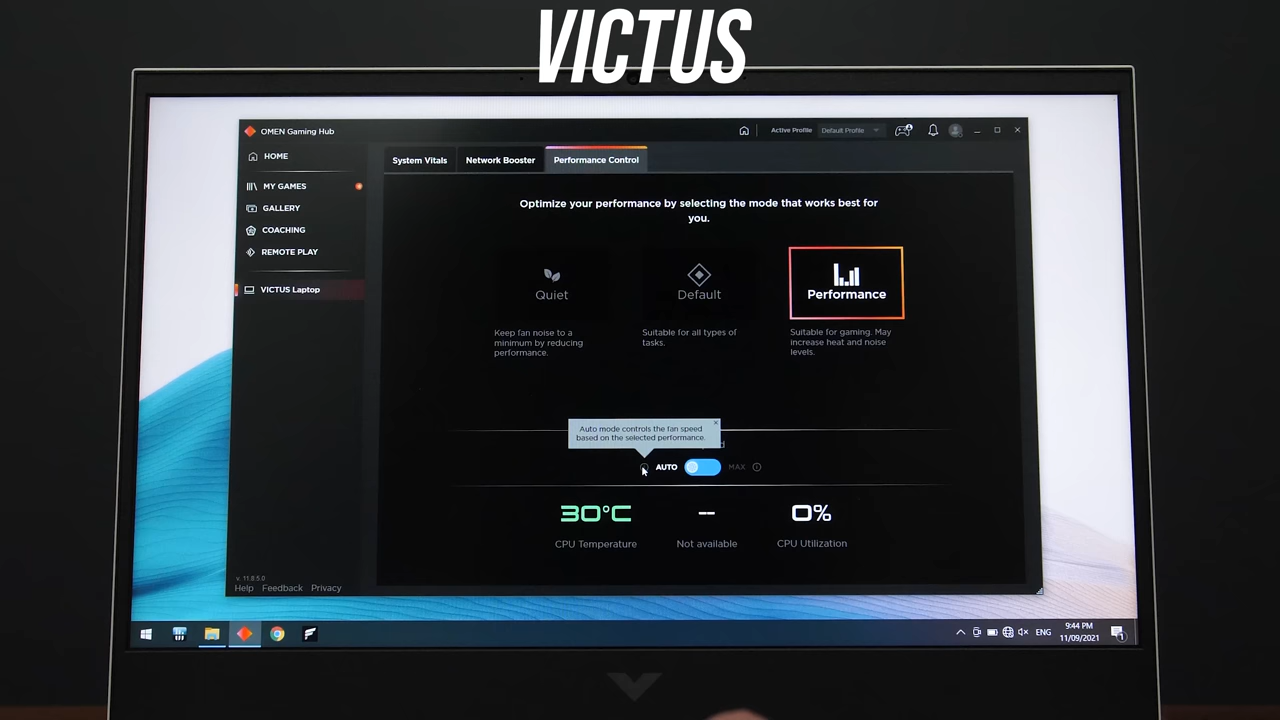 VICTUS
OMEN Gaming Hub
Active Profile
Default Profile
HOME
MY GAMES
GALLERY
COACHING
REMOTE PLAY
VICTUS Laptop
System Vitals
Network Booster
Performance Control
Optimize your performance by selecting the mode that works best for
you.
Quiet
Keep fan noise to a
minimum by reducing
performance.
Default
Suitable for all types of
tasks.
Performance
Suitable for gaming. May
increase heat and noise
levels.
Auto mode controls the fan speed
based on the selected performance.
AUTO
MAX
30°C
CPU Temperature
--
Not available
0%
CPU Utilization
v. 11.8.5.0
Help Feedback Privacy
ENG
9:44 PM
11/09/2021